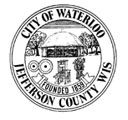 CITY OF WATERLOO
JEFFERSON COUNTY WIS
FOUNDED 1859